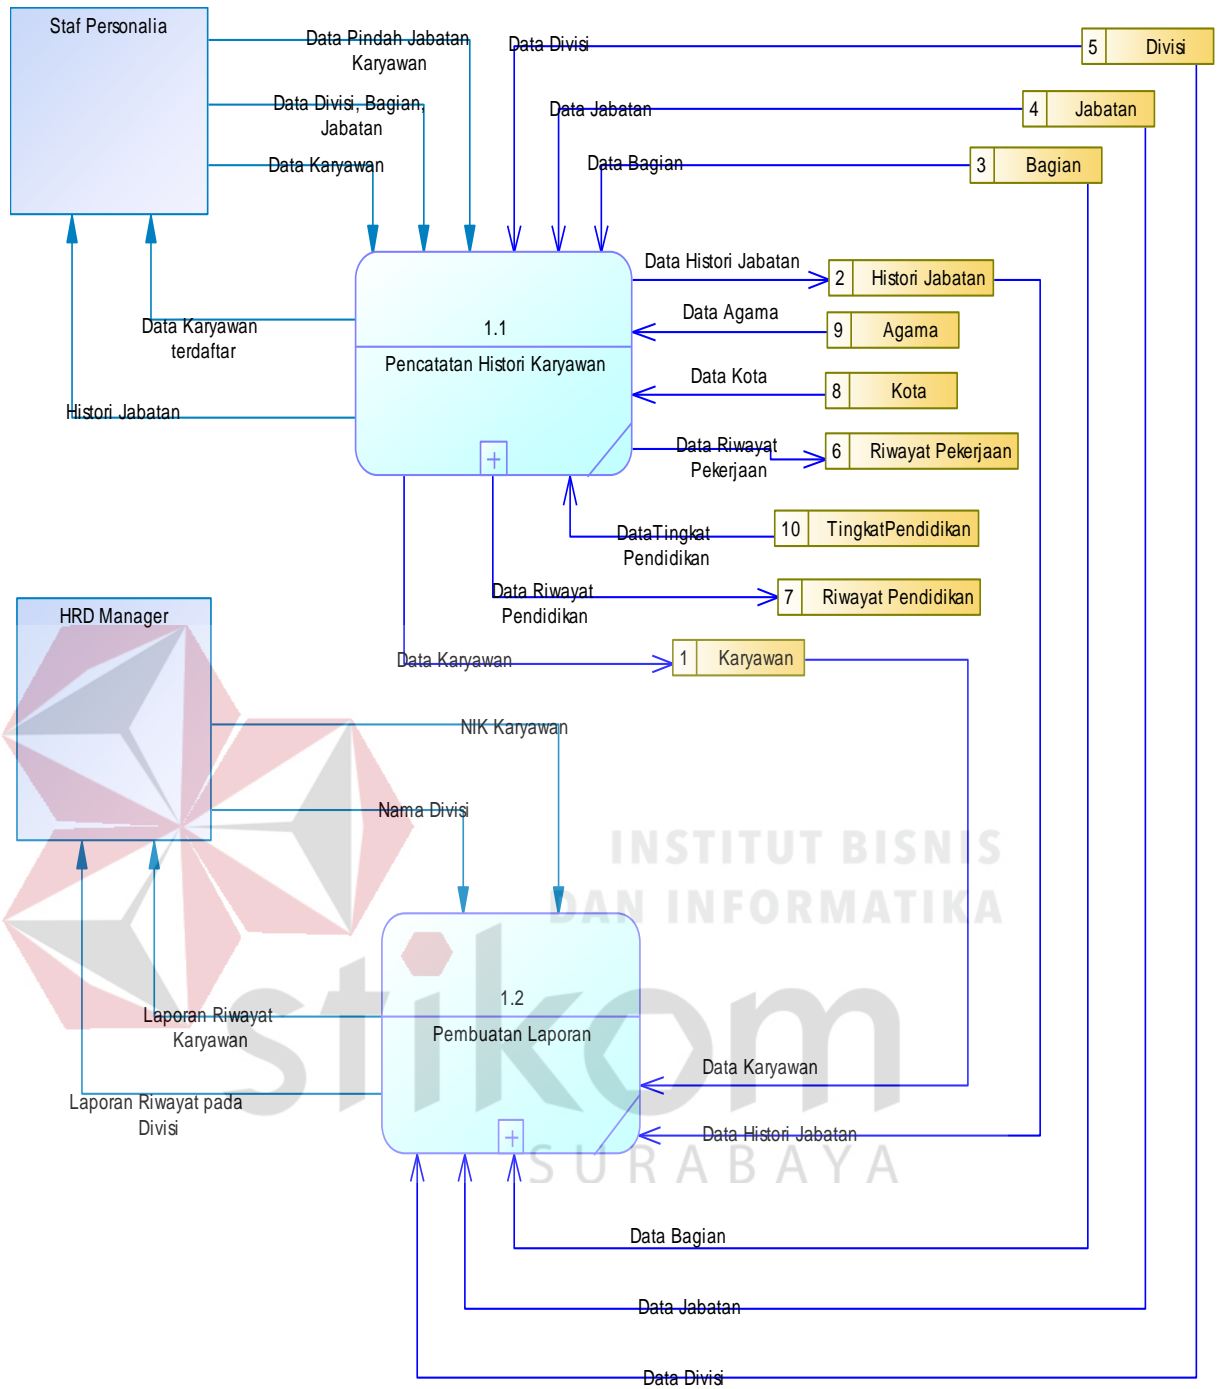 Staf Personalia
Data Pindah Jabatan
Karyawan
Data Divisi, Bagian,
Jabatan
Data Karyawan
Data Divisi
5 Divisi
Data Jabatan
4 Jabatan
Data Bagian
3 Bagian
Data Karyawan
terdaftar
Histori Jabatan
1.1
Pencatatan Histori Karyawan
Data Histori Jabatan
2 Histori Jabatan
Data Agama
9 Agama
Data Kota
8 Kota
Data Riwayat
Pekerjaan
6 Riwayat Pekerjaan
DataTingkat
Pendidikan
10 TingkatPendidikan
Data Riwayat
Pendidikan
7 Riwayat Pendidikan
Data Karyawan
1 Karyawan
HRD Manager
NIK Karyawan
Nama Divisi
INSTITUT BISNIS
DAN INFORMATIKA
stikom
SURABAYA
1.2
Pembuatan Laporan
Laporan Riwayat
Karyawan
Laporan Riwayat pada
Divisi
Data Karyawan
Data Histori Jabatan
Data Bagian
Data Jabatan
Data Divisi